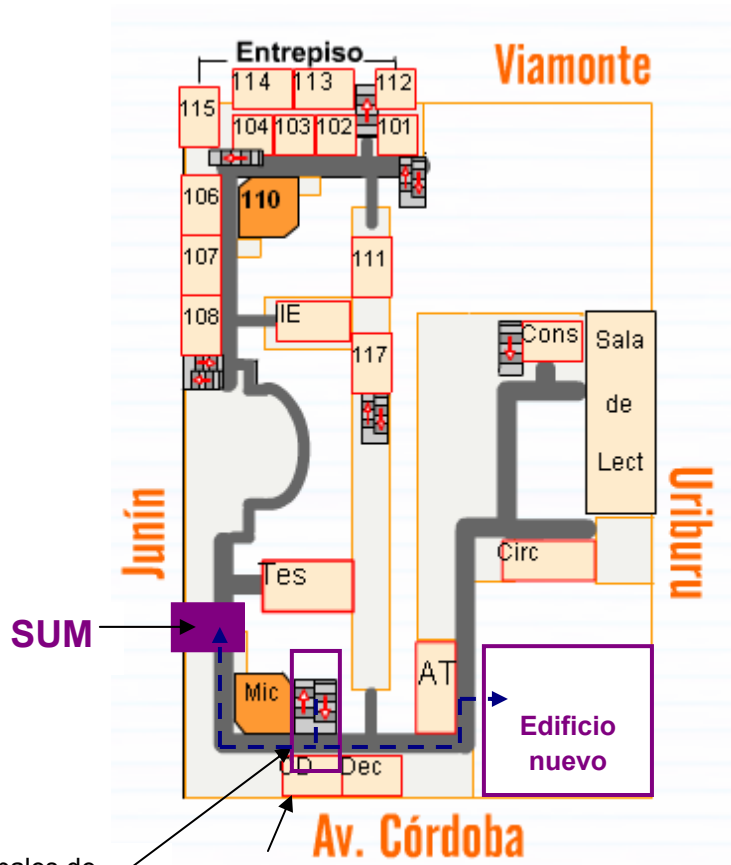 Entrepiso
Viamonte
114 113 112
115
104 103 102 101
106
110
107
111
108
IE
117
Cons
Sala
de
Lect
Junín
Uriburu
Circ
Tes
SUM
AT
Mic
Edificio
nuevo
CD Dec
Av. Córdoba